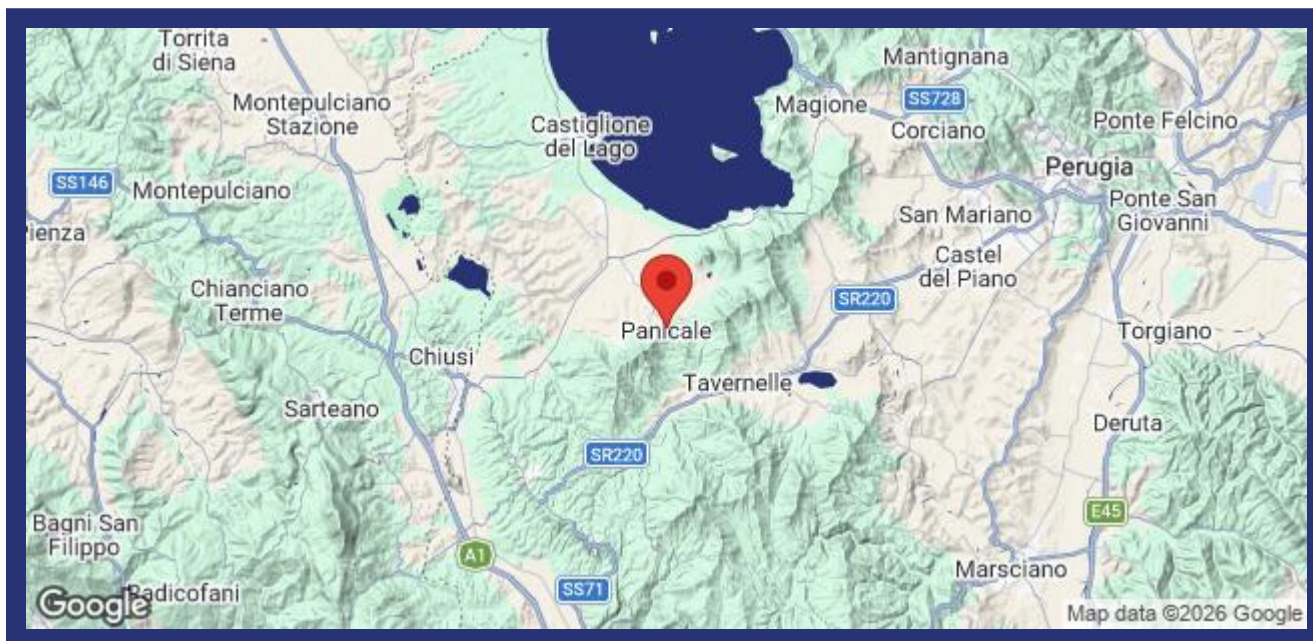 Torrita
di Siena
Mantignana
Montepulciano
Stazione
Magione
SS728
Castiglione
del Lago
Corciano
Ponte Felcino
Perugia
SS146
Montepulciano
San Mariano
Ponte San
Giovanni
Pienza
Castel
del Piano
Chianciano
Terme
SR220
Panicale
Torgiano
Chiusi
Tavernelle
Sarteano
Deruta
SR220
E45
Bagni San
Filippo
A1
Marsciano
SS71
Radicofani
Google
Map data ©2026 Google